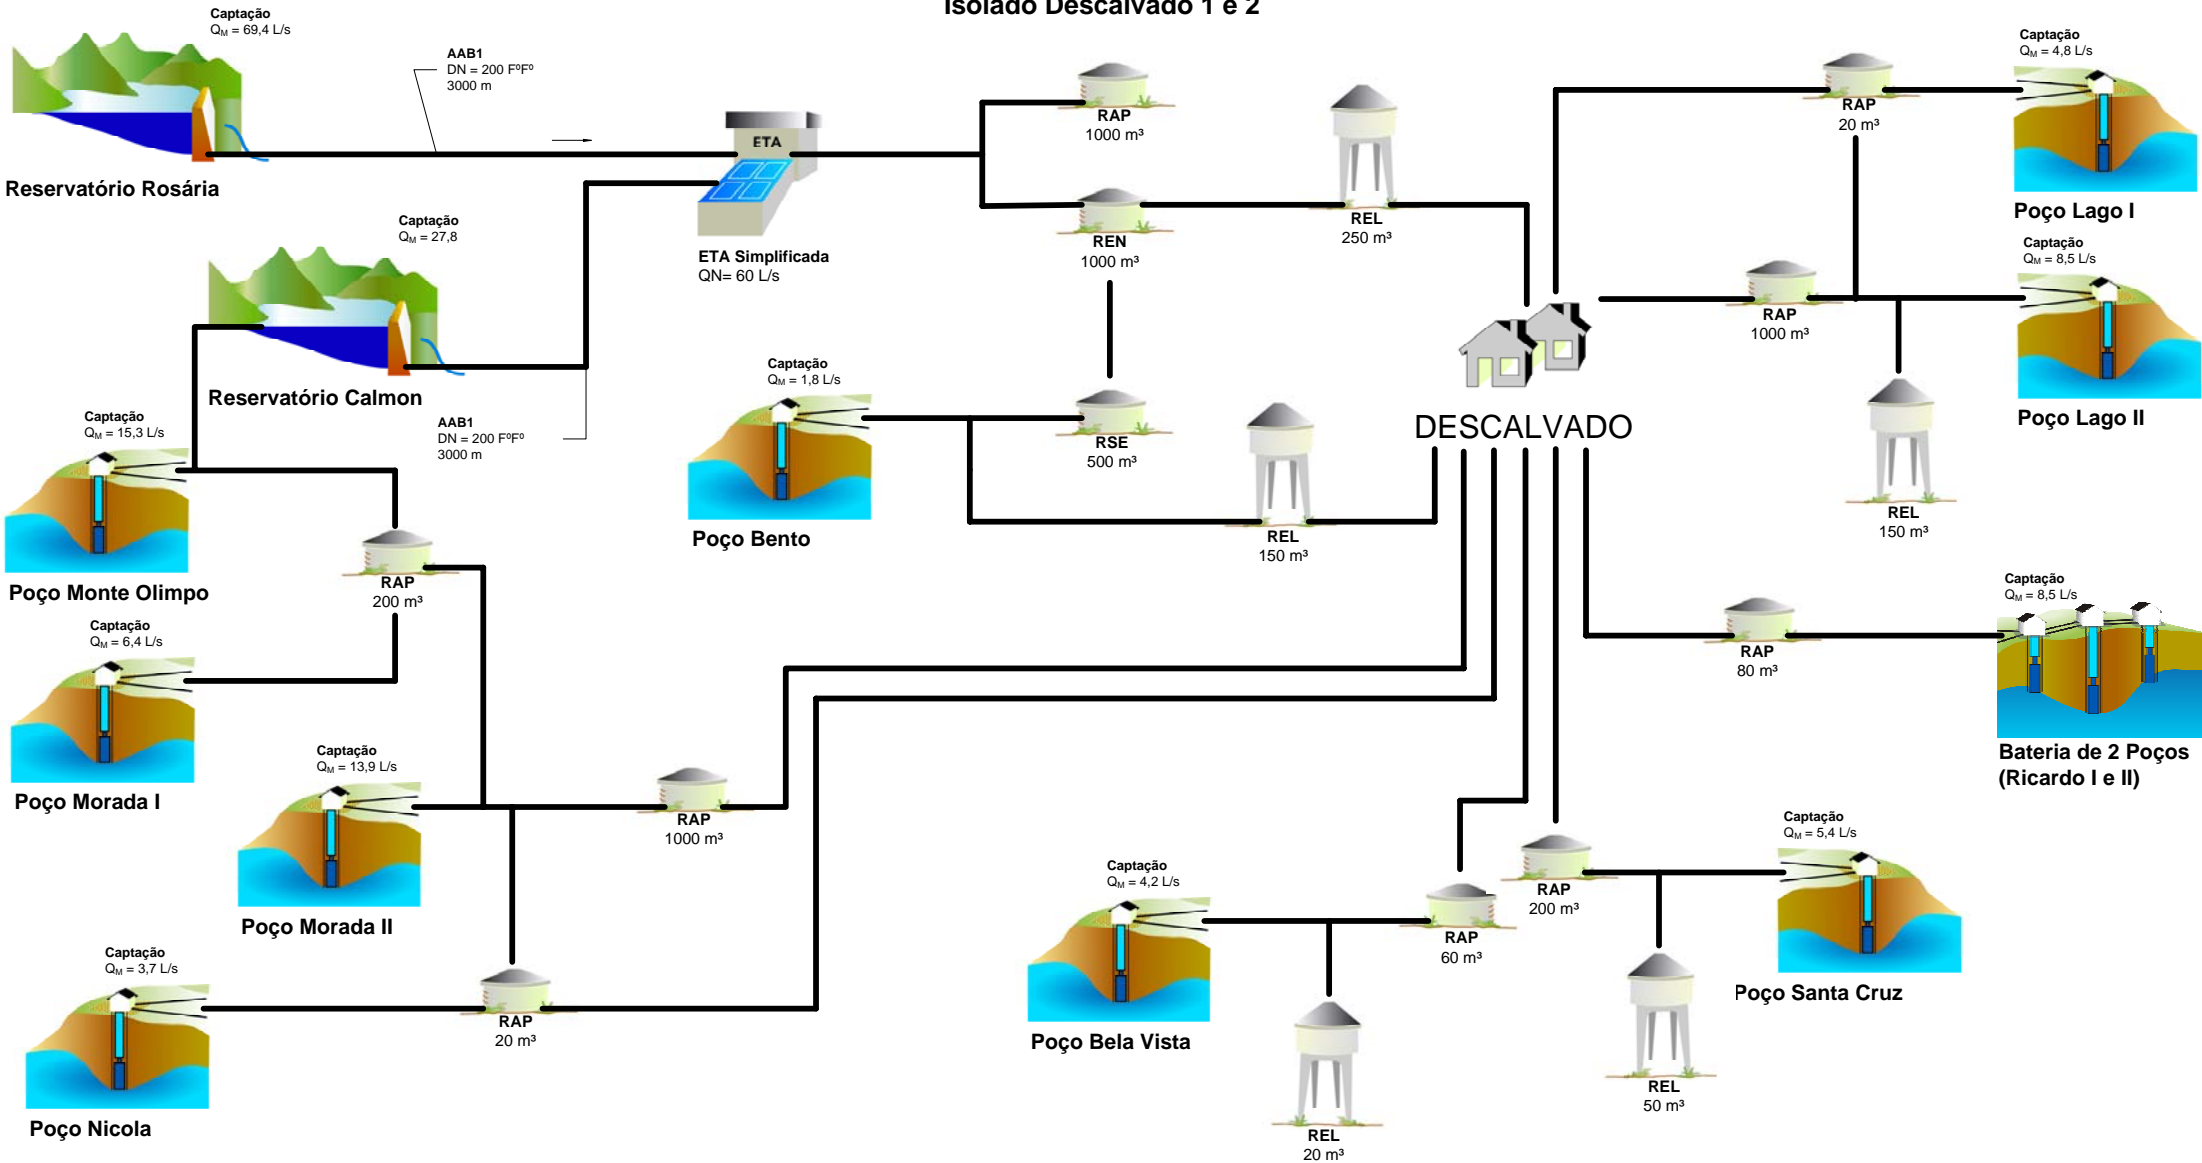 Isolado Descalvado 1 e 2
Captação
QM = 69,4 L/s
AAB1
DN = 200 FºFº
3000 m
Reservatório Rosária
ETA
ETA Simplificada
QN= 60 L/s
RAP
1000 m³
REN
1000 m³
REL
250 m³
RAP
20 m³
Captação
QM = 4,8 L/s
Poço Lago I
Captação
QM = 27,8
Reservatório Calmon
AAB1
DN = 200 FºFº
3000 m
Captação
QM = 8,5 L/s
Poço Lago II
RAP
1000 m³
REL
150 m³
Captação
QM = 1,8 L/s
Poço Bento
RSE
500 m³
REL
150 m³
DESCALVADO
Captação
QM = 15,3 L/s
Poço Monte Olimpo
RAP
200 m³
Captação
QM = 6,4 L/s
Poço Morada I
Captação
QM = 13,9 L/s
Poço Morada II
RAP
1000 m³
Captação
QM = 3,7 L/s
Poço Nicola
RAP
20 m³
RAP
80 m³
Captação
QM = 8,5 L/s
Bateria de 2 Poços
(Ricardo I e II)
Captação
QM = 5,4 L/s
Poço Santa Cruz
RAP
200 m³
REL
50 m³
Captação
QM = 4,2 L/s
Poço Bela Vista
RAP
60 m³
REL
20 m³